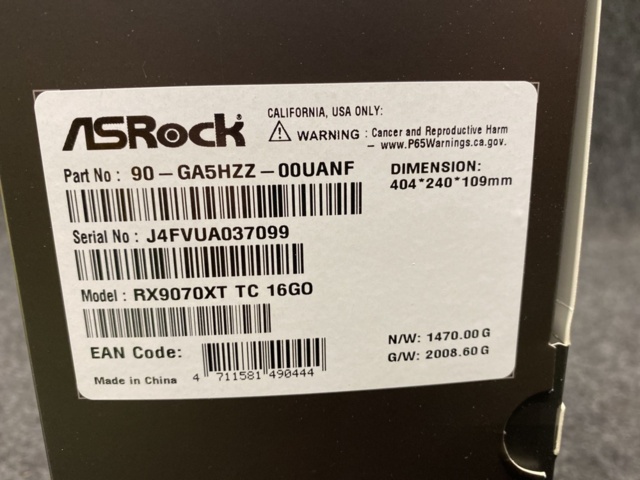 ASRock
CALIFORNIA, USA ONLY:
⚠ WARNING : Cancer and Reproductive Harm
– www.P65Warnings.ca.gov.
Part No : 90-GA5HZZ-00UANF
DIMENSION:
404*240*109mm
Serial No : J4FVUA037099
Model : RX9070XT TC 16GO
EAN Code:
4 711581 490444
Made in China
N/W: 1470.00G
G/W: 2008.60G